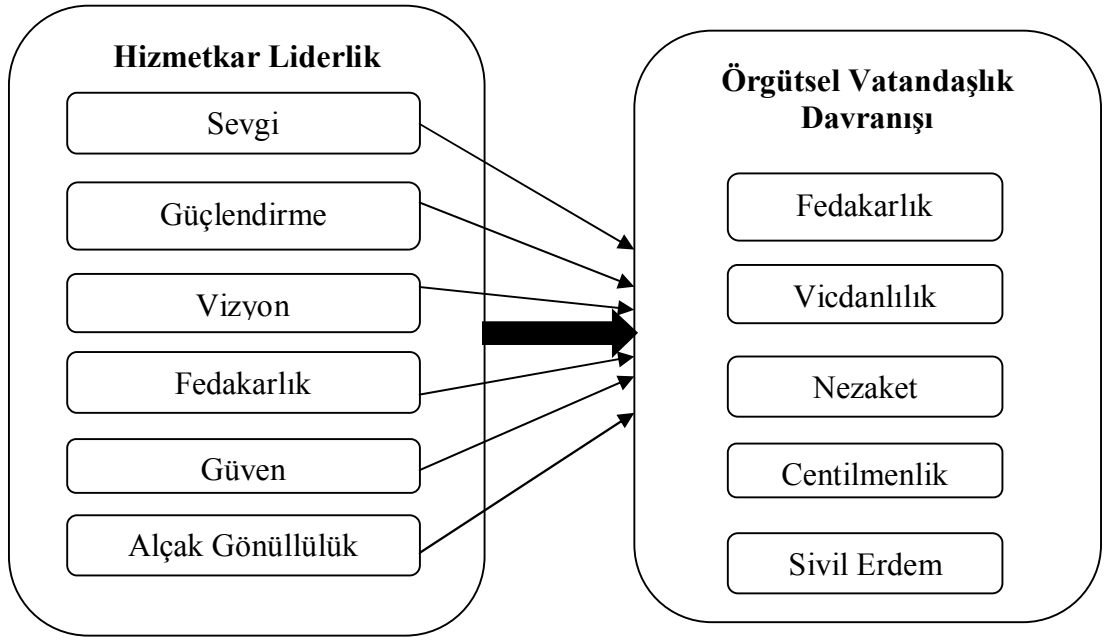 Hizmetkar Liderlik
Sevgi
Güçlendirme
Vizyon
Fedakarlık
Güven
Alçak Gönüllülük
Örgütsel Vatandaşlık
Davranışı
Fedakarlık
Vicdanlılık
Nezaket
Centilmenlik
Sivil Erdem